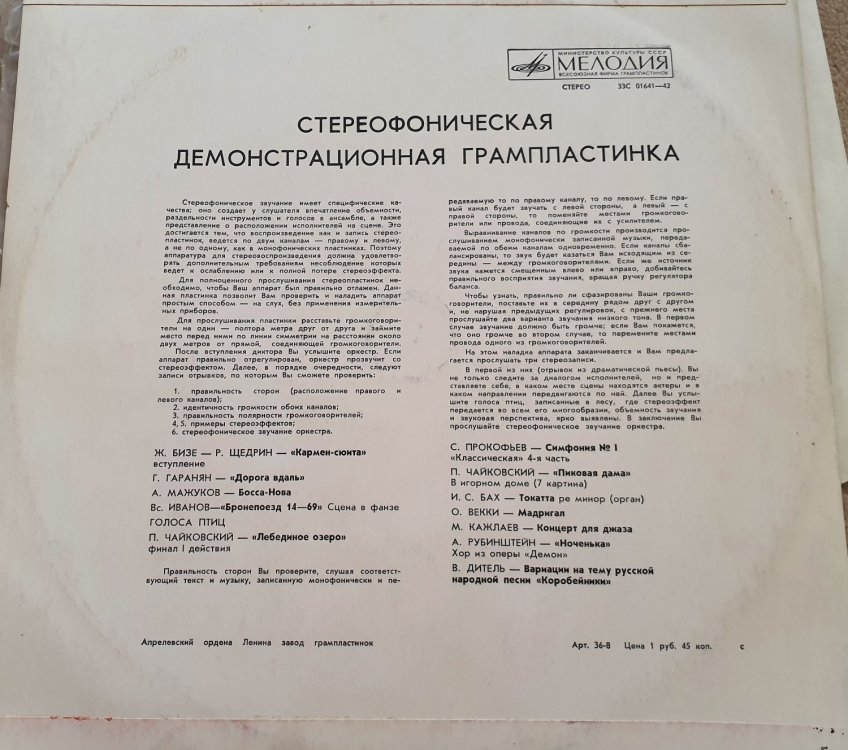 МИНИСТЕРСТВО КУЛЬТУРЫ СССР
МЕЛОДИЯ
ВСЕСОЮЗНАЯ ФИРМА ГРАМПЛАСТИНОК
СТЕРЕО 33С 01641—42
СТЕРЕОФОНИЧЕСКАЯ
ДЕМОНСТРАЦИОННАЯ ГРАМПЛАСТИНКА
Стереофоническое звучание имеет специфические ка-
чества; оно создает у слушателя впечатление объемности,
раздельности инструментов и голосов в ансамбле, а также
представление о расположении исполнителей на сцене. Это
достигается тем, что воспроизведение как и запись стерео-
пластинок, ведется по двум каналам — правому и левому,
а не по одному, как в монофонических пластинках. Поэтому
аппаратура для стереовоспроизведения должна удовлетво-
рять дополнительным требованиям несоблюдение которых
ведет к ослаблению или к полной потере стереоэффекта.
Для полноценного прослушивания стереопластинок не-
обходимо, чтобы Ваш аппарат был правильно отлажен. Дан-
ная пластинка позволит Вам проверить и наладить аппарат
простым способом — на слух, без применения измеритель-
ных приборов.
Для прослушивания пластинки расставьте громкоговори-
тели на один — полтора метра друг от друга и займите
место перед ними по линии симметрии на расстоянии около
двух метров от прямой, соединяющей громкоговорители.
После вступления диктора Вы услышите оркестр. Если
аппарат правильно отрегулирован, оркестр прозвучит со
стереоэффектом. Далее, в порядке очередности, следуют
записи отрывков, по которым Вы сможете проверить:
1. правильность сторон (расположение правого и
левого каналов);
2. идентичность громкости обоих каналов;
3. правильность полярности громкоговорителей;
4, 5. примеры стереоэффектов;
6. стереофоническое звучание оркестра.
Ж. БИЗЕ — Р. ЩЕДРИН — «Кармен-сюита»
вступление
Г. ГАРАНЯН — «Дорога вдаль»
А. МАЖУКОВ — Босса-Нова
Вс. ИВАНОВ—«Бронепоезд 14—69» Сцена в фанзе
ГОЛОСА ПТИЦ
П. ЧАЙКОВСКИЙ — «Лебединое озеро»
финал I действия
Правильность сторон Вы проверите, слушая соответст-
вующий текст и музыку, записанную монофонически и пе-
редаваемую то по правому каналу, то по левому. Если пра-
вый канал будет звучать с левой стороны, а левый — с
правой стороны, то поменяйте местами громкогово-
рители или провода, соединяющие их с усилителем.
Выравнивание каналов по громкости производится про-
слушиванием монофонически записанной музыки, переда-
ваемой по обеим каналам одновременно. Если каналы сба-
лансированы, то звук будет казаться Вам исходящим из се-
редины — между громкоговорителями. Если же источник
звука кажется смещенным влево или вправо, добивайтесь
правильного восприятия звучания, вращая ручку регулятора
баланса.
Чтобы узнать, правильно ли сфазированы Ваши громко-
говорители, поставьте их в середину рядом друг с другом
и, не нарушая предыдущих регулировок, с прежнего места
прослушайте два варианта звучания низкого тона. В первом
случае звучание должно быть громче; если Вам покажется,
что оно громче во втором случае, то перемените местами
провода одного из громкоговорителей.
На этом наладка аппарата заканчивается и Вам предла-
гается прослушать три стереозаписи.
В первой из них (отрывок из драматической пьесы). Вы
не только следите за диалогом исполнителей, но и пред-
ставляете себе, в каком месте сцены находятся актеры и в
каком направлении передвигаются по ней. Далее Вы услы-
шите голоса птиц, записанные в лесу, где стереоэффект
передается во всем его многообразии, объемность звучания
и звуковая перспектива, ярко выявлены. В заключение Вы
прослушайте стереофоническое звучание оркестра.
С. ПРОКОФЬЕВ — Симфония № 1
«Классическая» 4-я часть
П. ЧАЙКОВСКИЙ — «Пиковая дама»
В игорном доме (7 картина)
И. С. БАХ — Токатта ре минор (орган)
О. ВЕККИ — Мадригал
М. КАЖЛАЕВ — Концерт для джаза
А. РУБИНШТЕЙН — «Ноченька»
Хор из оперы «Демон»
В. ДИТЕЛЬ — Вариации на тему русской
народной песни «Коробейники»
Апрелевский ордена Ленина завод грампластинок Арт. 36-8 Цена 1 руб. 45 коп. с